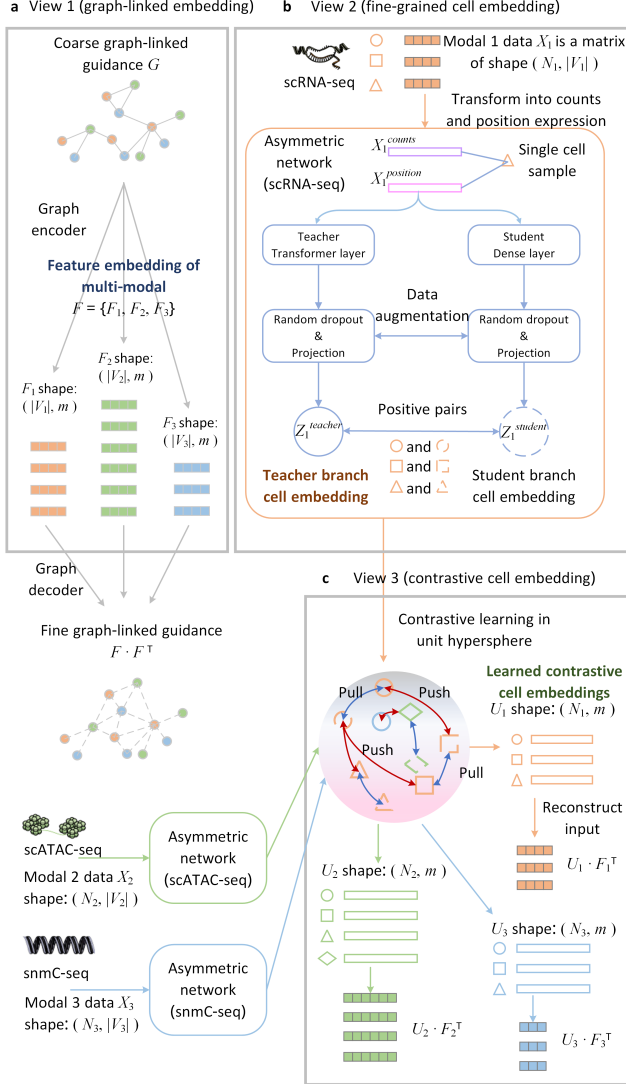 a View 1 (graph-linked embedding)
Coarse graph-linked
guidance G
Graph
encoder
Feature embedding of
multi-modal
F = {F₁, F₂, F₃}
F₂ shape:
( |V₂|, m )
F₁ shape:
( |V₁|, m )
F₃ shape:
( |V₃|, m )
Graph
decoder
Fine graph-linked guidance
F · Fᵀ
b View 2 (fine-grained cell embedding)
scRNA-seq
Modal 1 data X₁ is a matrix
of shape ( N₁, |V₁| )
Transform into counts
and position expression
Asymmetric
network
(scRNA-seq)
X₁ᶜᵒᵘⁿᵗˢ
X₁ᵖᵒˢⁱᵗⁱᵒⁿ
Single cell
sample
Teacher
Transformer layer
Student
Dense layer
Data
augmentation
Random dropout
&
Projection
Random dropout
&
Projection
Z₁ᵗᵉᵃᶜʰᵉʳ
Positive pairs
Z₁ˢᵗᵘᵈᵉⁿᵗ
and
and
and
Teacher branch
cell embedding
Student branch
cell embedding
c View 3 (contrastive cell embedding)
Contrastive learning in
unit hypersphere
Pull
Push
Push
Pull
Learned contrastive
cell embeddings
U₁ shape: ( N₁, m )
Reconstruct
input
U₁ · F₁ᵀ
U₂ shape: ( N₂, m )
U₂ · F₂ᵀ
U₃ shape: ( N₃, m )
U₃ · F₃ᵀ
scATAC-seq
Modal 2 data X₂
shape: ( N₂, |V₂| )
Asymmetric
network
(scATAC-seq)
snmC-seq
Modal 3 data X₃
shape: ( N₃, |V₃| )
Asymmetric
network
(snmC-seq)